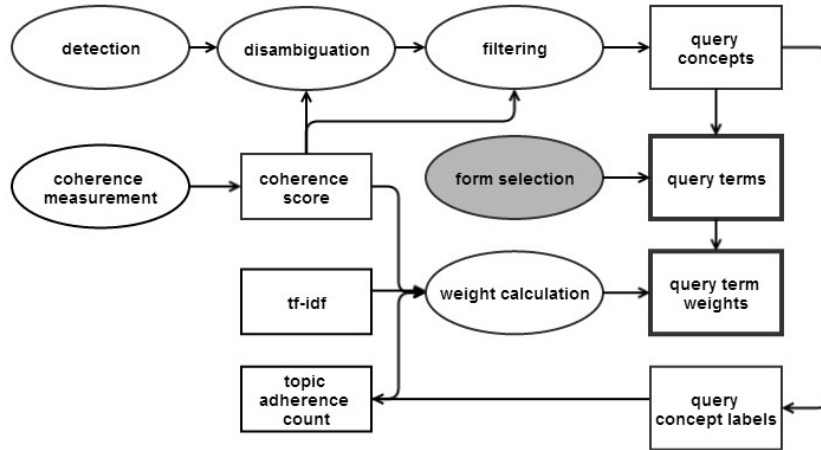 detection
disambiguation
filtering
query
concepts
coherence
measurement
coherence
score
form selection
query terms
tf-idf
weight calculation
query term
weights
topic
adherence
count
query
concept labels